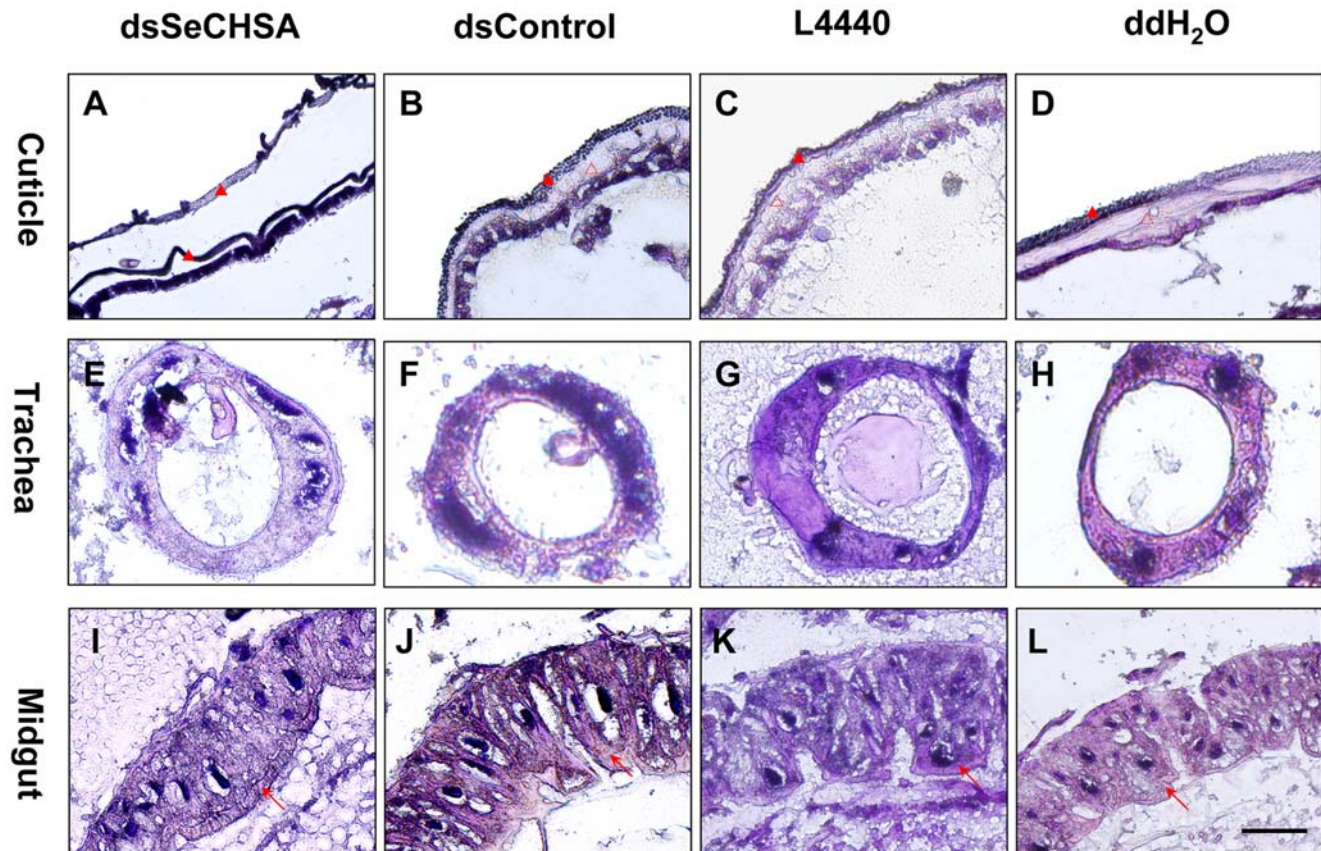 dsSeCHSA dsControl L4440 ddH₂O
Cuticle
A B C D
Trachea
E F G H
Midgut
I J K L